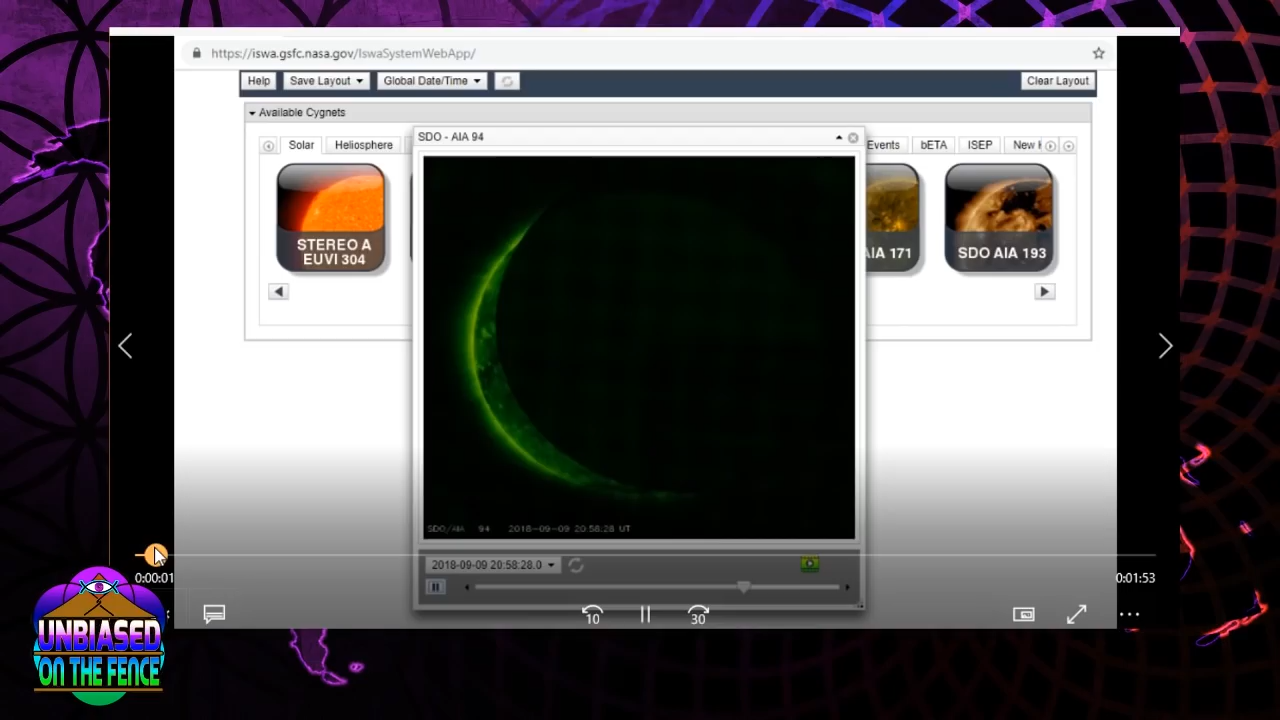 https://iswa.gsfc.nasa.gov/IswaSystemWebApp/
Help Save Layout Global Date/Time Clear Layout
Available Cygnets
SDO - AIA 94
Solar Heliosphere Events bETA ISEP New
STEREO A
EUVI 304
AIA 171
SDO AIA 193
SDO/AIA 94 2018-09-09 20:58:28 UT
2018-09-09 20:58:28.0
0:00:01
0:01:53
10
30
UNBIASED
ON THE FENCE